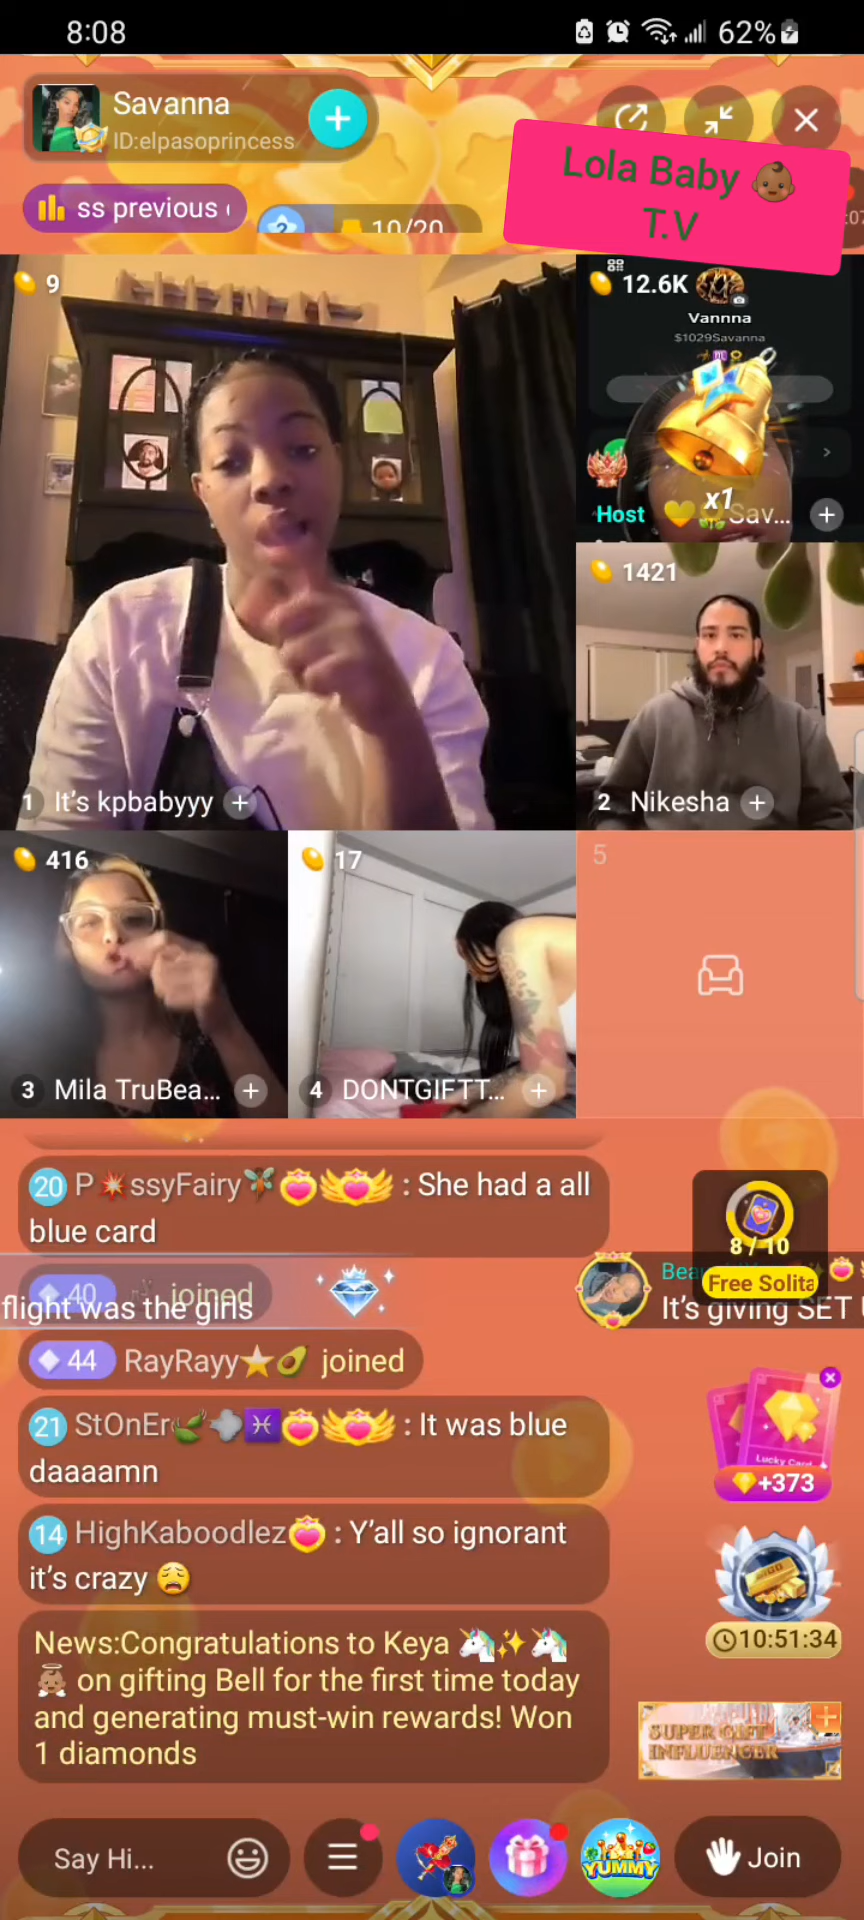 8:08
62%
Savanna
ID:elpasoprincess
Lola Baby 👶🏾
T.V
ss previous
10/20
9
12.6K
Vannna
$1029Savanna
x1
Host 💛 Sav...
1421
1 It’s kpbabyyy
2 Nikesha
416
17
5
3 Mila TruBea...
4 DONTGIFTT...
20 P💥ssyFairy🧚 : She had a all
blue card
8/10
Free Solita
40 joined
flight was the girls
It’s giving SET
44 RayRayy⭐🥑 joined
21 StOnEr🌿💨♓ : It was blue
daaaamn
Lucky Card
+373
14 HighKaboodlez : Y’all so ignorant
it’s crazy 😩
10:51:34
News:Congratulations to Keya 🦄✨🦄
👼🏽 on gifting Bell for the first time today
and generating must-win rewards! Won
1 diamonds
SUPER GIFT
INFLUENCER
Say Hi...
YUMMY
Join